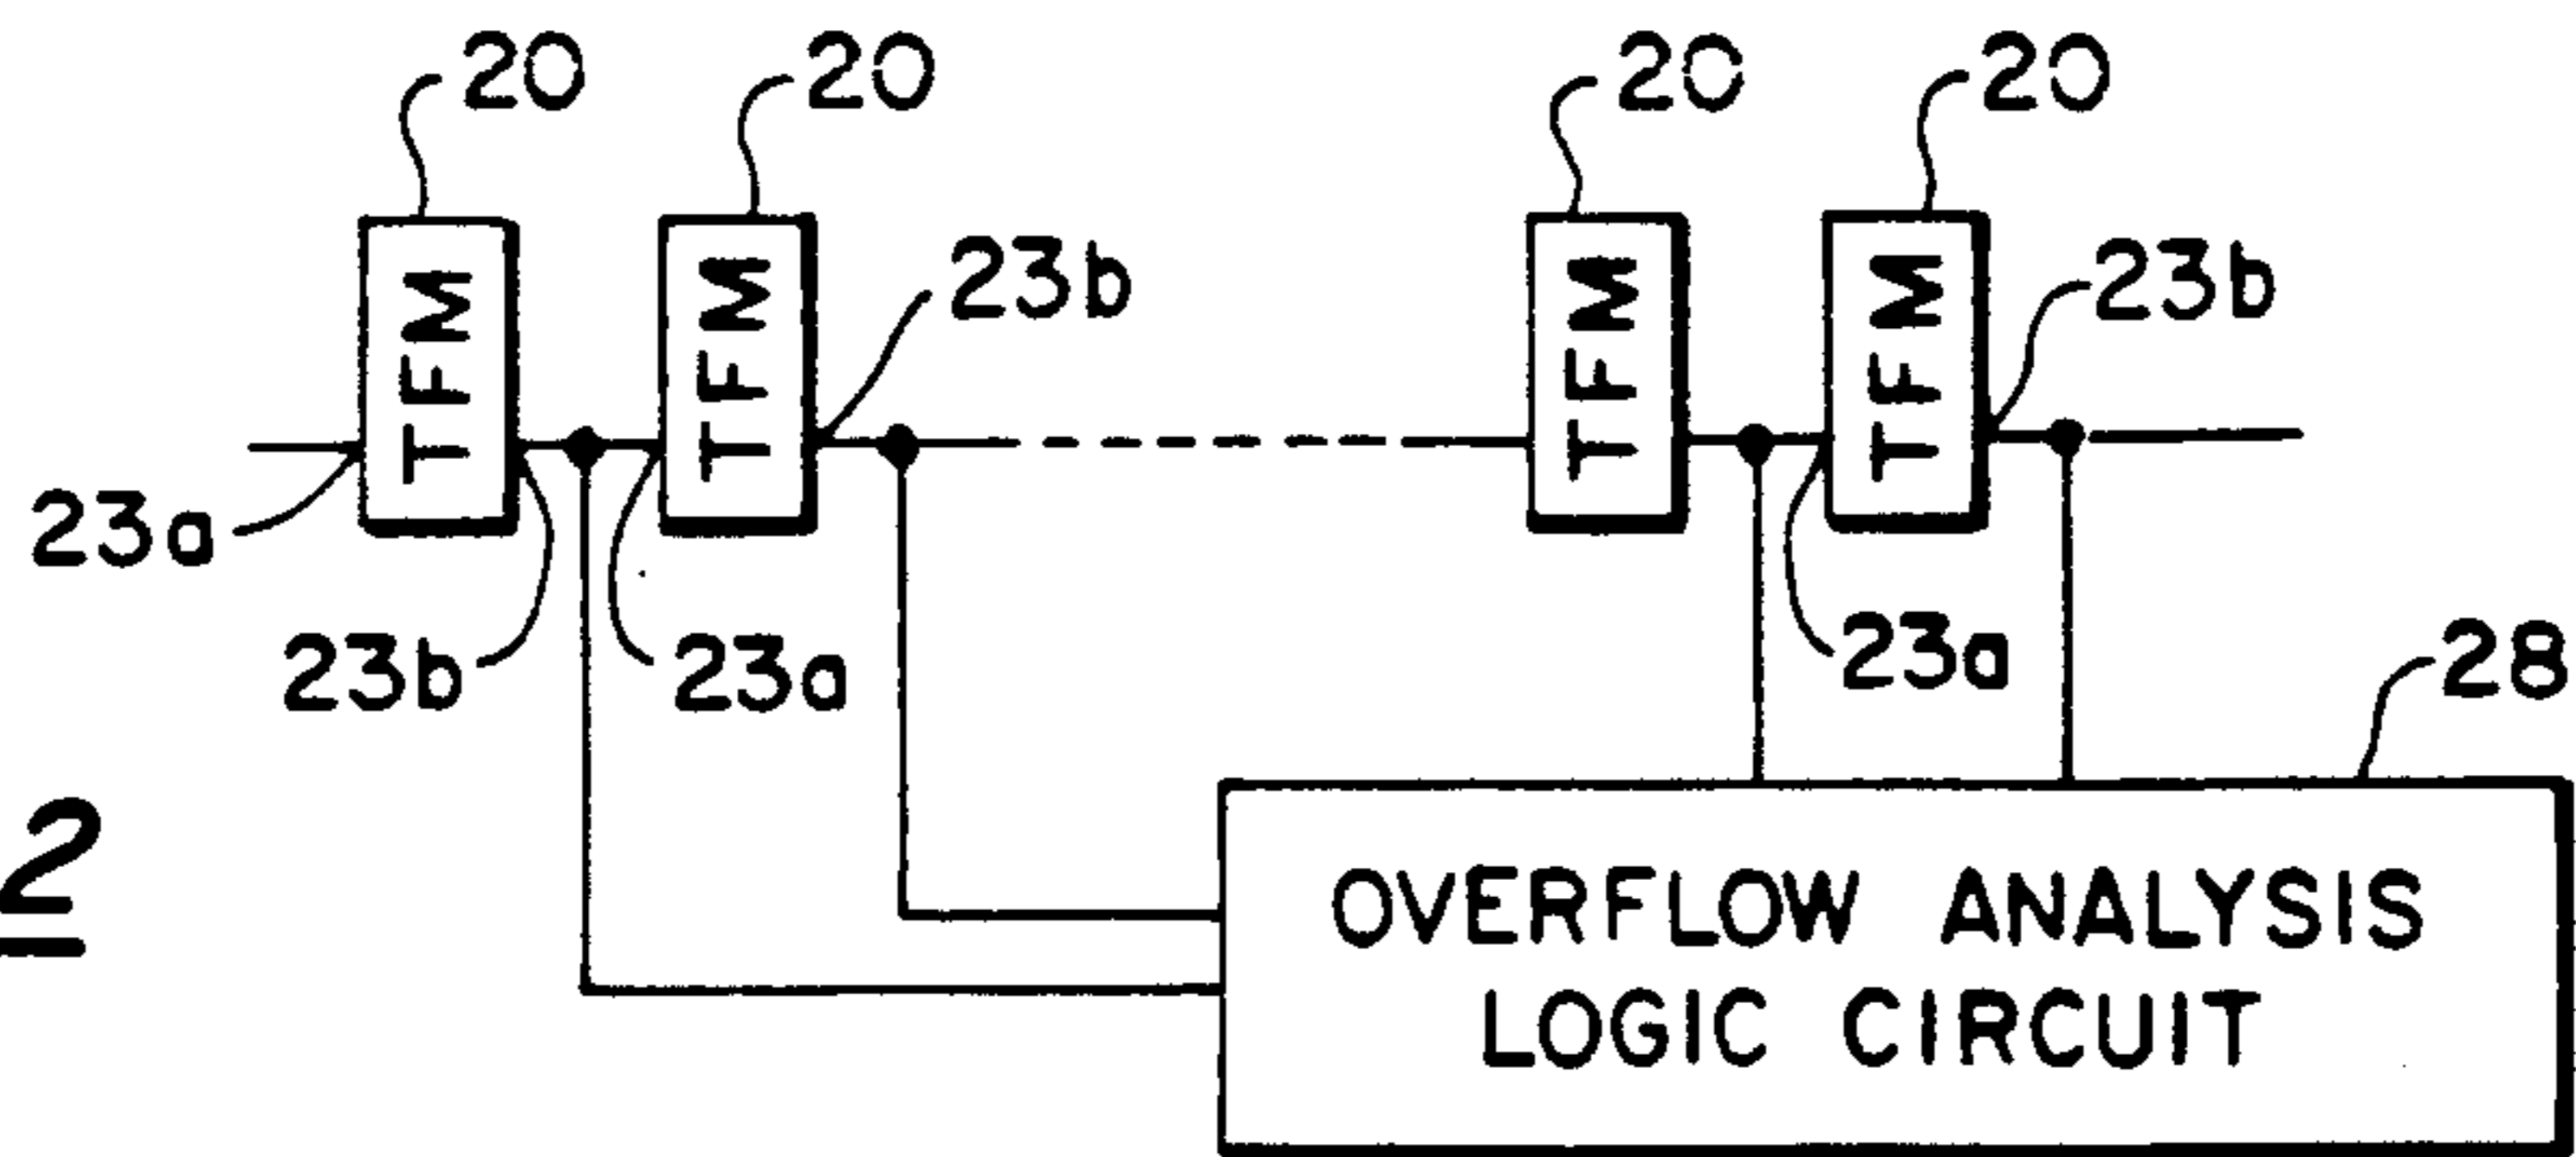 20 20 20 20
TFM TFM TFM TFM
23b 23b
23a
23b 23a 23a
28
2
OVERFLOW ANALYSIS
LOGIC CIRCUIT